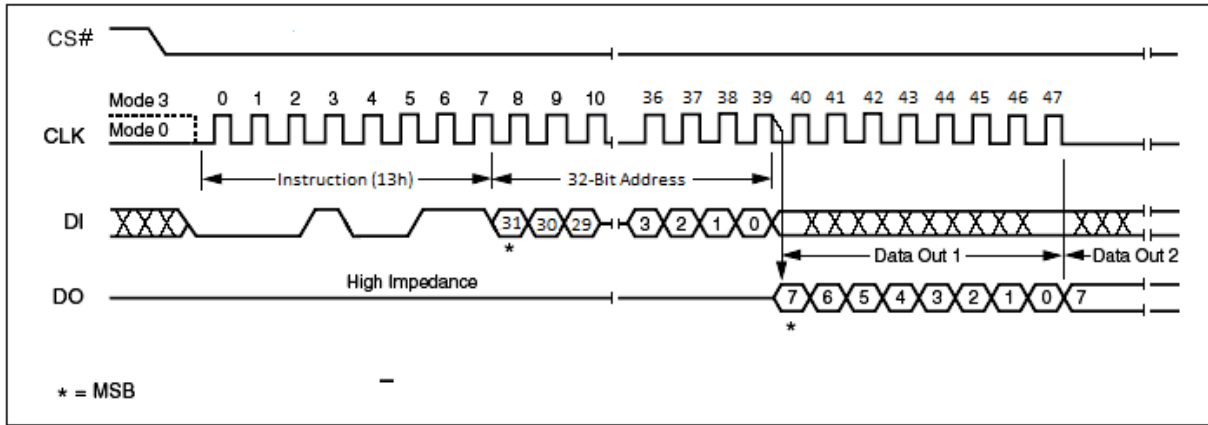 CS#
Mode 3 0 1 2 3 4 5 6 7 8 9 10 36 37 38 39 40 41 42 43 44 45 46 47
CLK Mode 0
Instruction (13h) 32-Bit Address
DI 31 30 29 3 2 1 0
*
Data Out 1 Data Out 2
High Impedance
DO 7 6 5 4 3 2 1 0 7
*
* = MSB